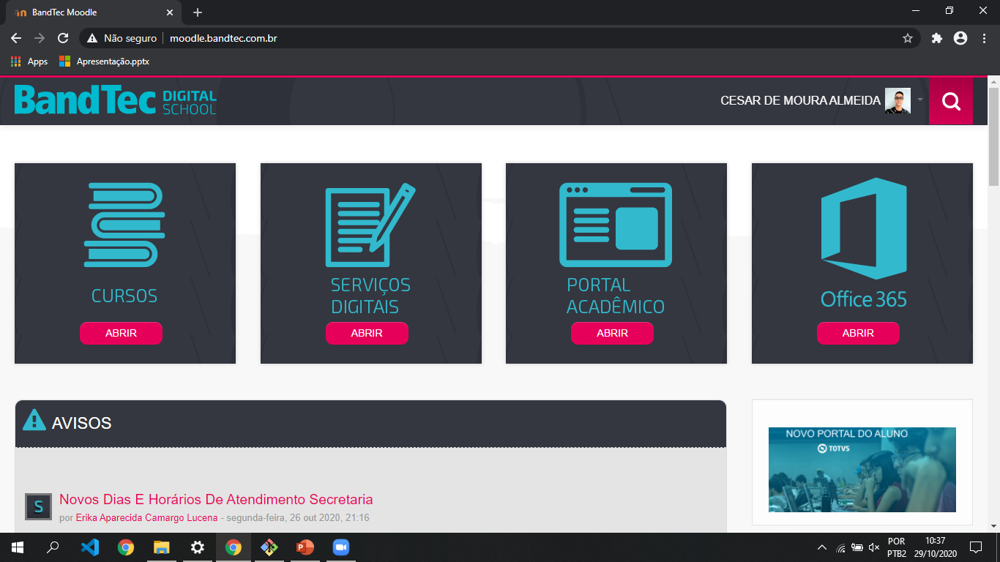 BandTec Moodle
Não seguro
moodle.bandtec.com.br
Apps
Apresentação.pptx
BandTec DIGITAL SCHOOL
CESAR DE MOURA ALMEIDA
CURSOS
ABRIR
SERVIÇOS
DIGITAIS
ABRIR
PORTAL
ACADÊMICO
ABRIR
Office 365
ABRIR
AVISOS
S
Novos Dias E Horários De Atendimento Secretaria
por Erika Aparecida Camargo Lucena - segunda-feira, 26 out 2020, 21:16
NOVO PORTAL DO ALUNO
TOTVS
POR
PTB2
10:37
29/10/2020